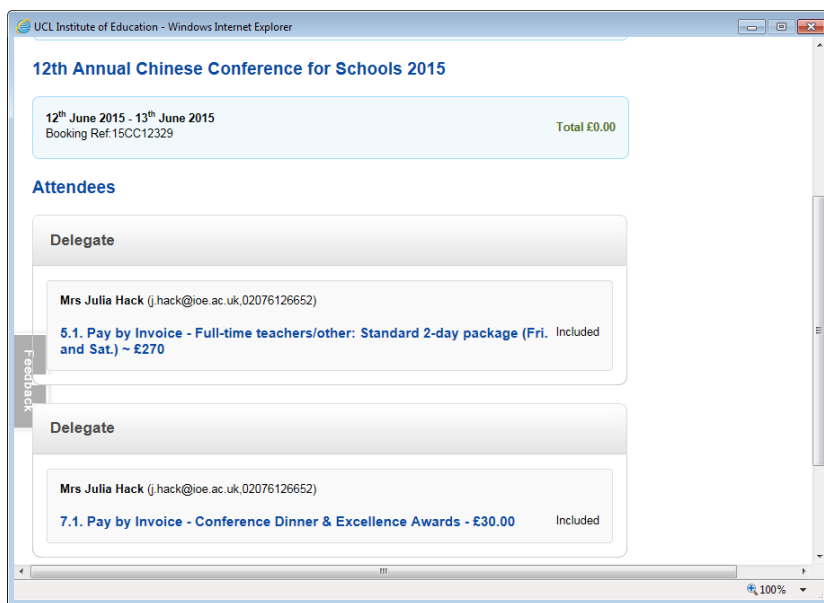 UCL Institute of Education - Windows Internet Explorer
12th Annual Chinese Conference for Schools 2015
12th June 2015 - 13th June 2015
Booking Ref:15CC12329
Total £0.00
Attendees
Delegate
Mrs Julia Hack (j.hack@ioe.ac.uk,02076126652)
5.1. Pay by Invoice - Full-time teachers/other: Standard 2-day package (Fri. Included
and Sat.) ~ £270
Feedback
Delegate
Mrs Julia Hack (j.hack@ioe.ac.uk,02076126652)
7.1. Pay by Invoice - Conference Dinner & Excellence Awards - £30.00 Included
100%